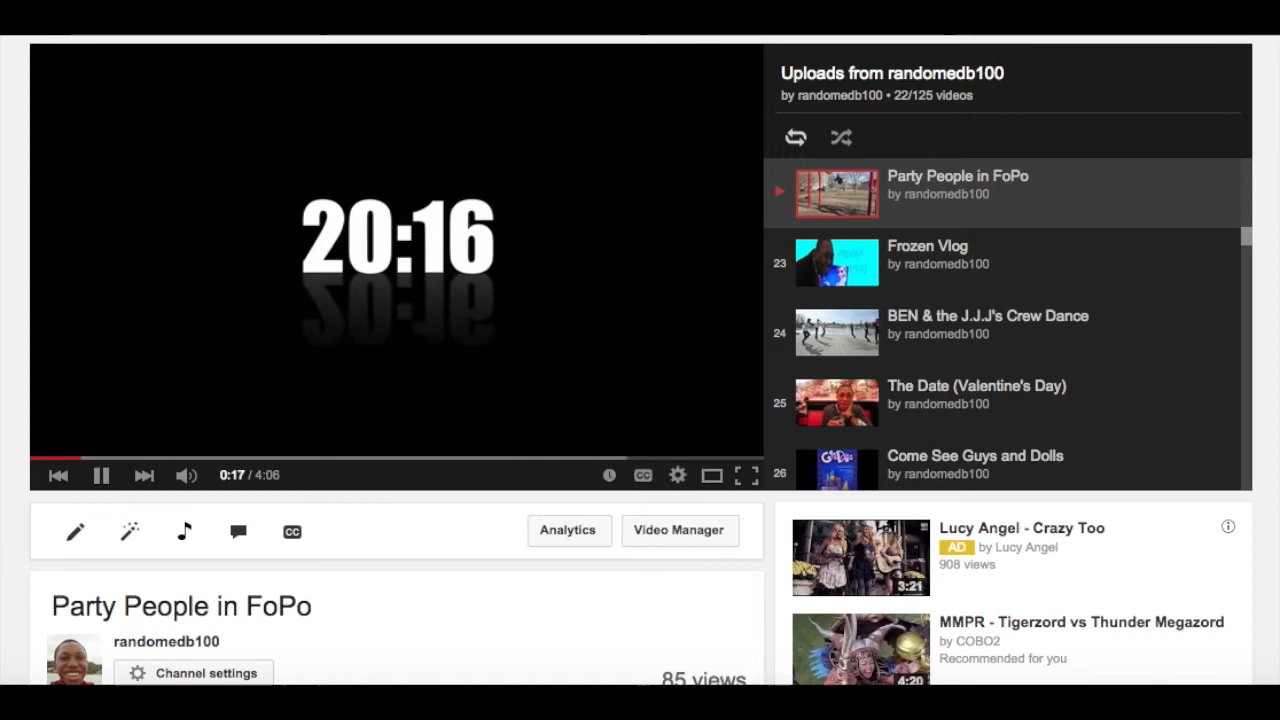 20:16
0:17 / 4:06
CC
Uploads from randomedb100
by randomedb100 • 22/125 videos
Party People in FoPo
by randomedb100
23
Frozen Vlog
by randomedb100
24
BEN & the J.J.J's Crew Dance
by randomedb100
25
The Date (Valentine's Day)
by randomedb100
26
Come See Guys and Dolls
by randomedb100
CC
Analytics
Video Manager
Party People in FoPo
randomedb100
Channel settings
85 views
3:21
Lucy Angel - Crazy Too
AD by Lucy Angel
908 views
4:20
MMPR - Tigerzord vs Thunder Megazord
by COBO2
Recommended for you